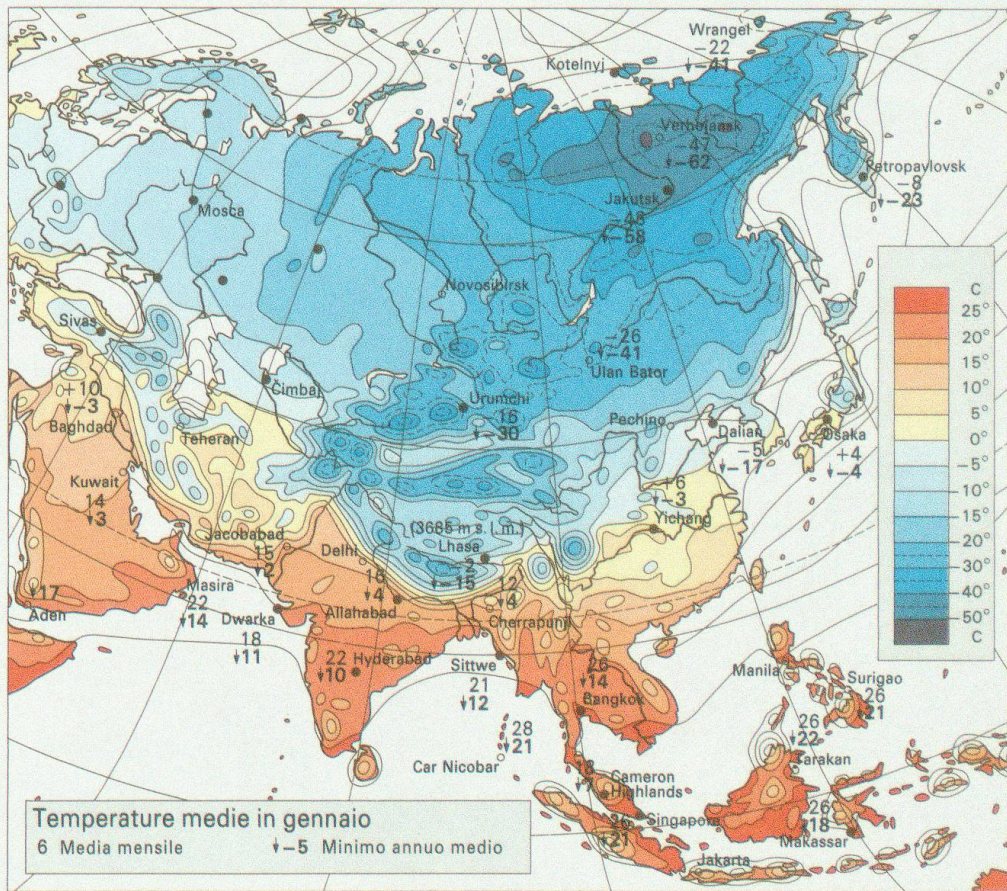 Wrangel
-22
↓-41
Kotelnyj
Verhojansk
-47
↓-62
Petropavlovsk
-8
↓-23
Jakutsk
-43
↓-58
Mosca
Novosibirsk
Sivas
-26
↓-41
Ulan Bator
Cimbaj
Urumchi
-16
↓-30
+10
↓-3
Baghdad
Teheran
Pechino
Dalian
-5
↓-17
Osaka
+4
↓-4
+6
↓-3
Yichang
Kuwait
14
↓3
Jacobabad
15
↓2
(3685 m s.l.m.)
Lhasa
-2
↓-15
Delhi
16
↓4
Allahabad
12
↓4
Cherrapunji
↓17
Aden
Masira
22
↓14
Dwarka
18
↓11
22
↓10
Hyderabad
Sittwe
21
↓12
26
↓14
Bangkok
Manila
Surigao
26
↓21
28
↓21
Car Nicobar
26
↓22
Tarakan
18
↓7
Cameron
Highlands
Singapore
26
↓21
26
↓18
Makassar
Jakarta
C
25°
20°
15°
10°
5°
0°
-5°
-10°
-15°
-20°
-30°
-40°
-50°
C
Temperature medie in gennaio
6 Media mensile ↓-5 Minimo annuo medio